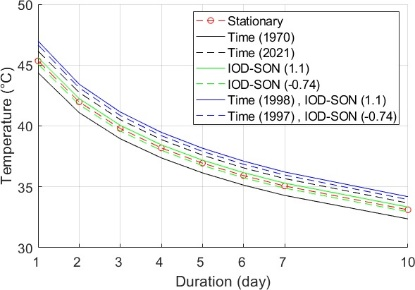 50
45
40
35
30
Temperature (°C)
Stationary
Time (1970)
Time (2021)
IOD-SON (1.1)
IOD-SON (-0.74)
Time (1998) , IOD-SON (1.1)
Time (1997) , IOD-SON (-0.74)
1 2 3 4 5 6 7 10
Duration (day)